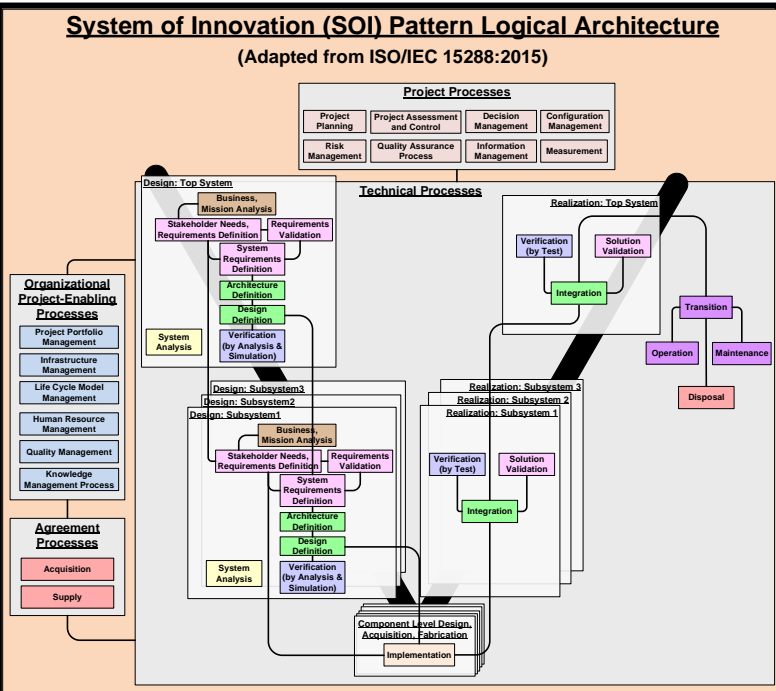 System of Innovation (SOI) Pattern Logical Architecture
(Adapted from ISO/IEC 15288:2015)
Project Processes
Project
Planning
Project Assessment
and Control
Decision
Management
Configuration
Management
Risk
Management
Quality Assurance
Process
Information
Management
Measurement
Technical Processes
Design: Top System
Business,
Mission Analysis
Stakeholder Needs,
Requirements Definition
Requirements
Validation
System
Requirements
Definition
Architecture
Definition
Design
Definition
System
Analysis
Verification
(by Analysis &
Simulation)
Realization: Top System
Verification
(by Test)
Solution
Validation
Integration
Transition
Operation
Maintenance
Disposal
Organizational
Project-Enabling
Processes
Project Portfolio
Management
Infrastructure
Management
Life Cycle Model
Management
Human Resource
Management
Quality Management
Knowledge
Management Process
Agreement
Processes
Acquisition
Supply
Design: Subsystem3
Design: Subsystem2
Design: Subsystem1
Business,
Mission Analysis
Stakeholder Needs,
Requirements Definition
Requirements
Validation
System
Requirements
Definition
Architecture
Definition
Design
Definition
System
Analysis
Verification
(by Analysis &
Simulation)
Realization: Subsystem 3
Realization: Subsystem 2
Realization: Subsystem 1
Verification
(by Test)
Solution
Validation
Integration
Component Level Design,
Acquisition, Fabrication
Implementation